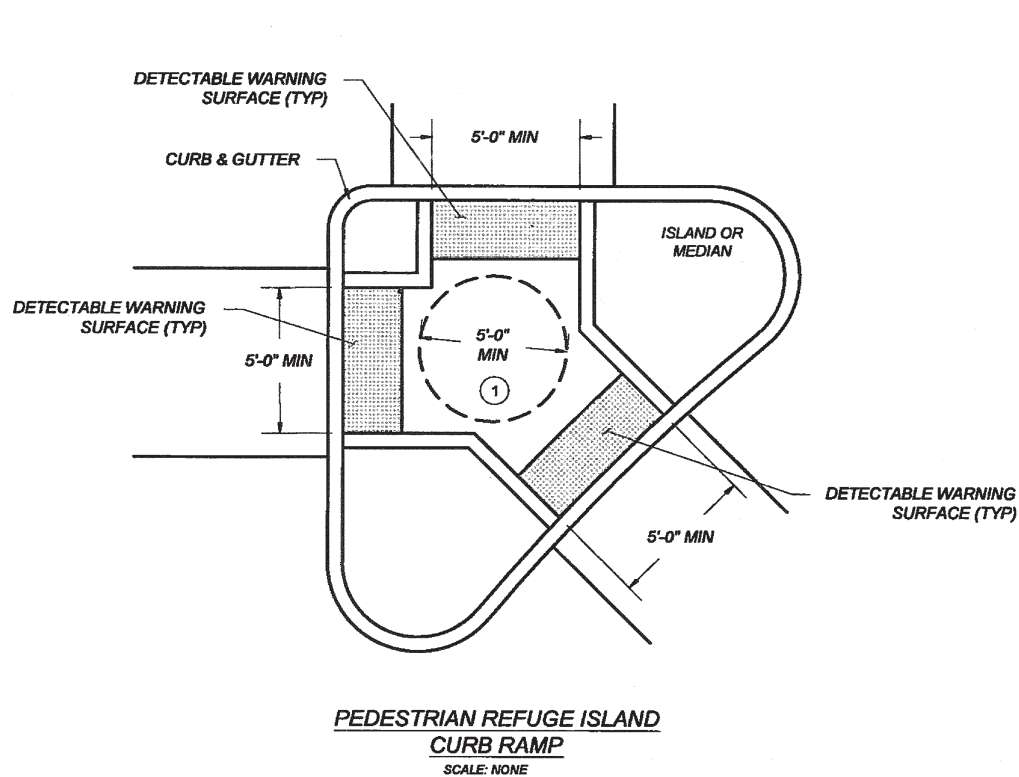 DETECTABLE WARNING
SURFACE (TYP)
5'-0" MIN
CURB & GUTTER
ISLAND OR
MEDIAN
DETECTABLE WARNING
SURFACE (TYP)
5'-0" MIN
5'-0"
MIN
1
DETECTABLE WARNING
SURFACE (TYP)
5'-0" MIN
PEDESTRIAN REFUGE ISLAND
CURB RAMP
SCALE: NONE